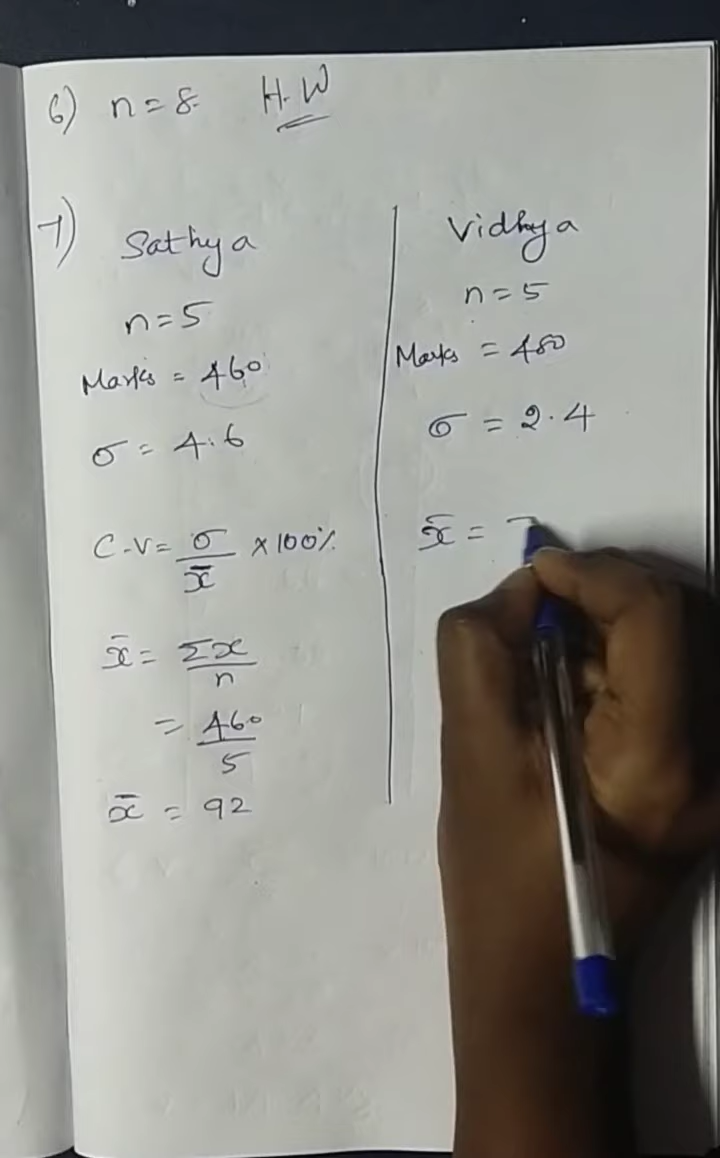 6) n = 8. H.W
7) Sathya
n = 5
Marks = 460
σ = 4.6
C.V = σ/x̄ × 100%
x̄ = Σx/n
= 460/5
x̄ = 92
Vidhya
n = 5
Marks = 480
σ = 2.4
x̄ =